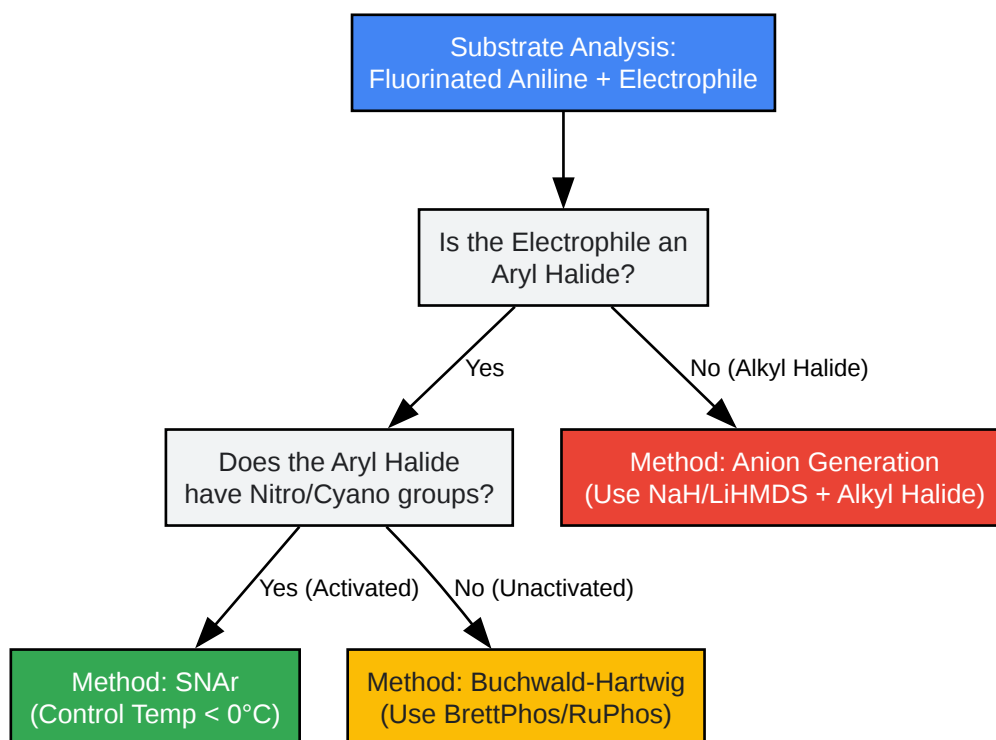 Substrate Analysis:
Fluorinated Aniline + Electrophile
Is the Electrophile an
Aryl Halide?
Yes
No (Alkyl Halide)
Does the Aryl Halide
have Nitro/Cyano groups?
Method: Anion Generation
(Use NaH/LiHMDS + Alkyl Halide)
Yes (Activated)
No (Unactivated)
Method: SNAr
(Control Temp < 0°C)
Method: Buchwald-Hartwig
(Use BrettPhos/RuPhos)